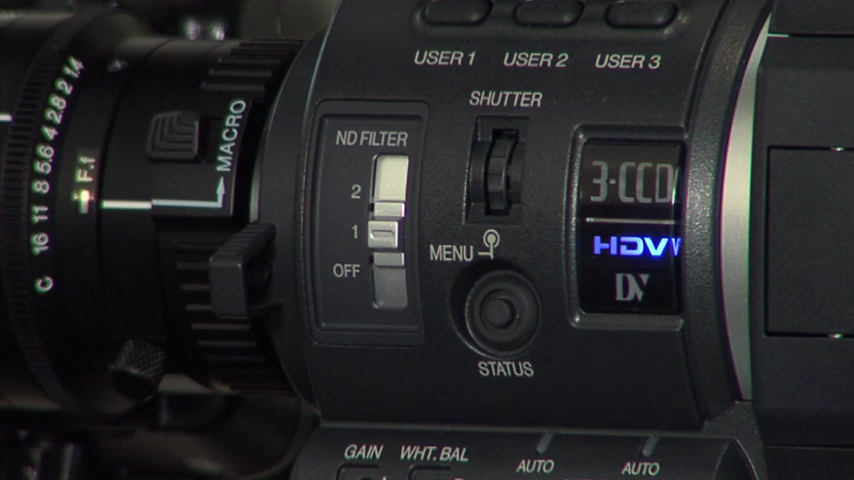 USER 1 USER 2 USER 3
SHUTTER
ND FILTER
2
1
OFF
MENU
STATUS
3-CCD
HDV
DV
MACRO
C 16 11 8 5.6 4 2.8 2 1.4
F.f
GAIN WHT. BAL AUTO AUTO